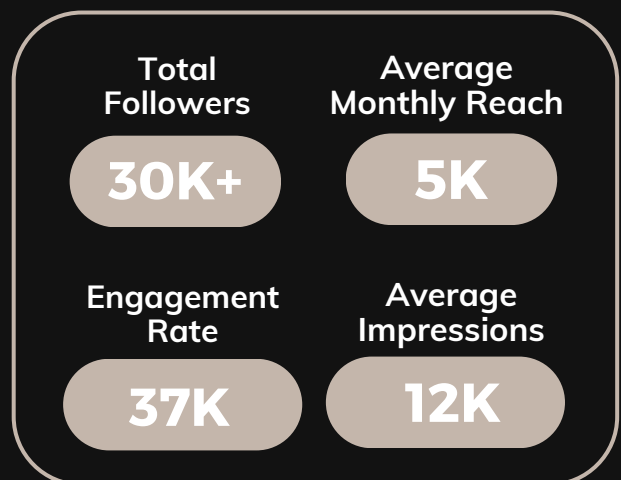 Total
Followers
30K+
Average
Monthly Reach
5K
Engagement
Rate
37K
Average
Impressions
12K